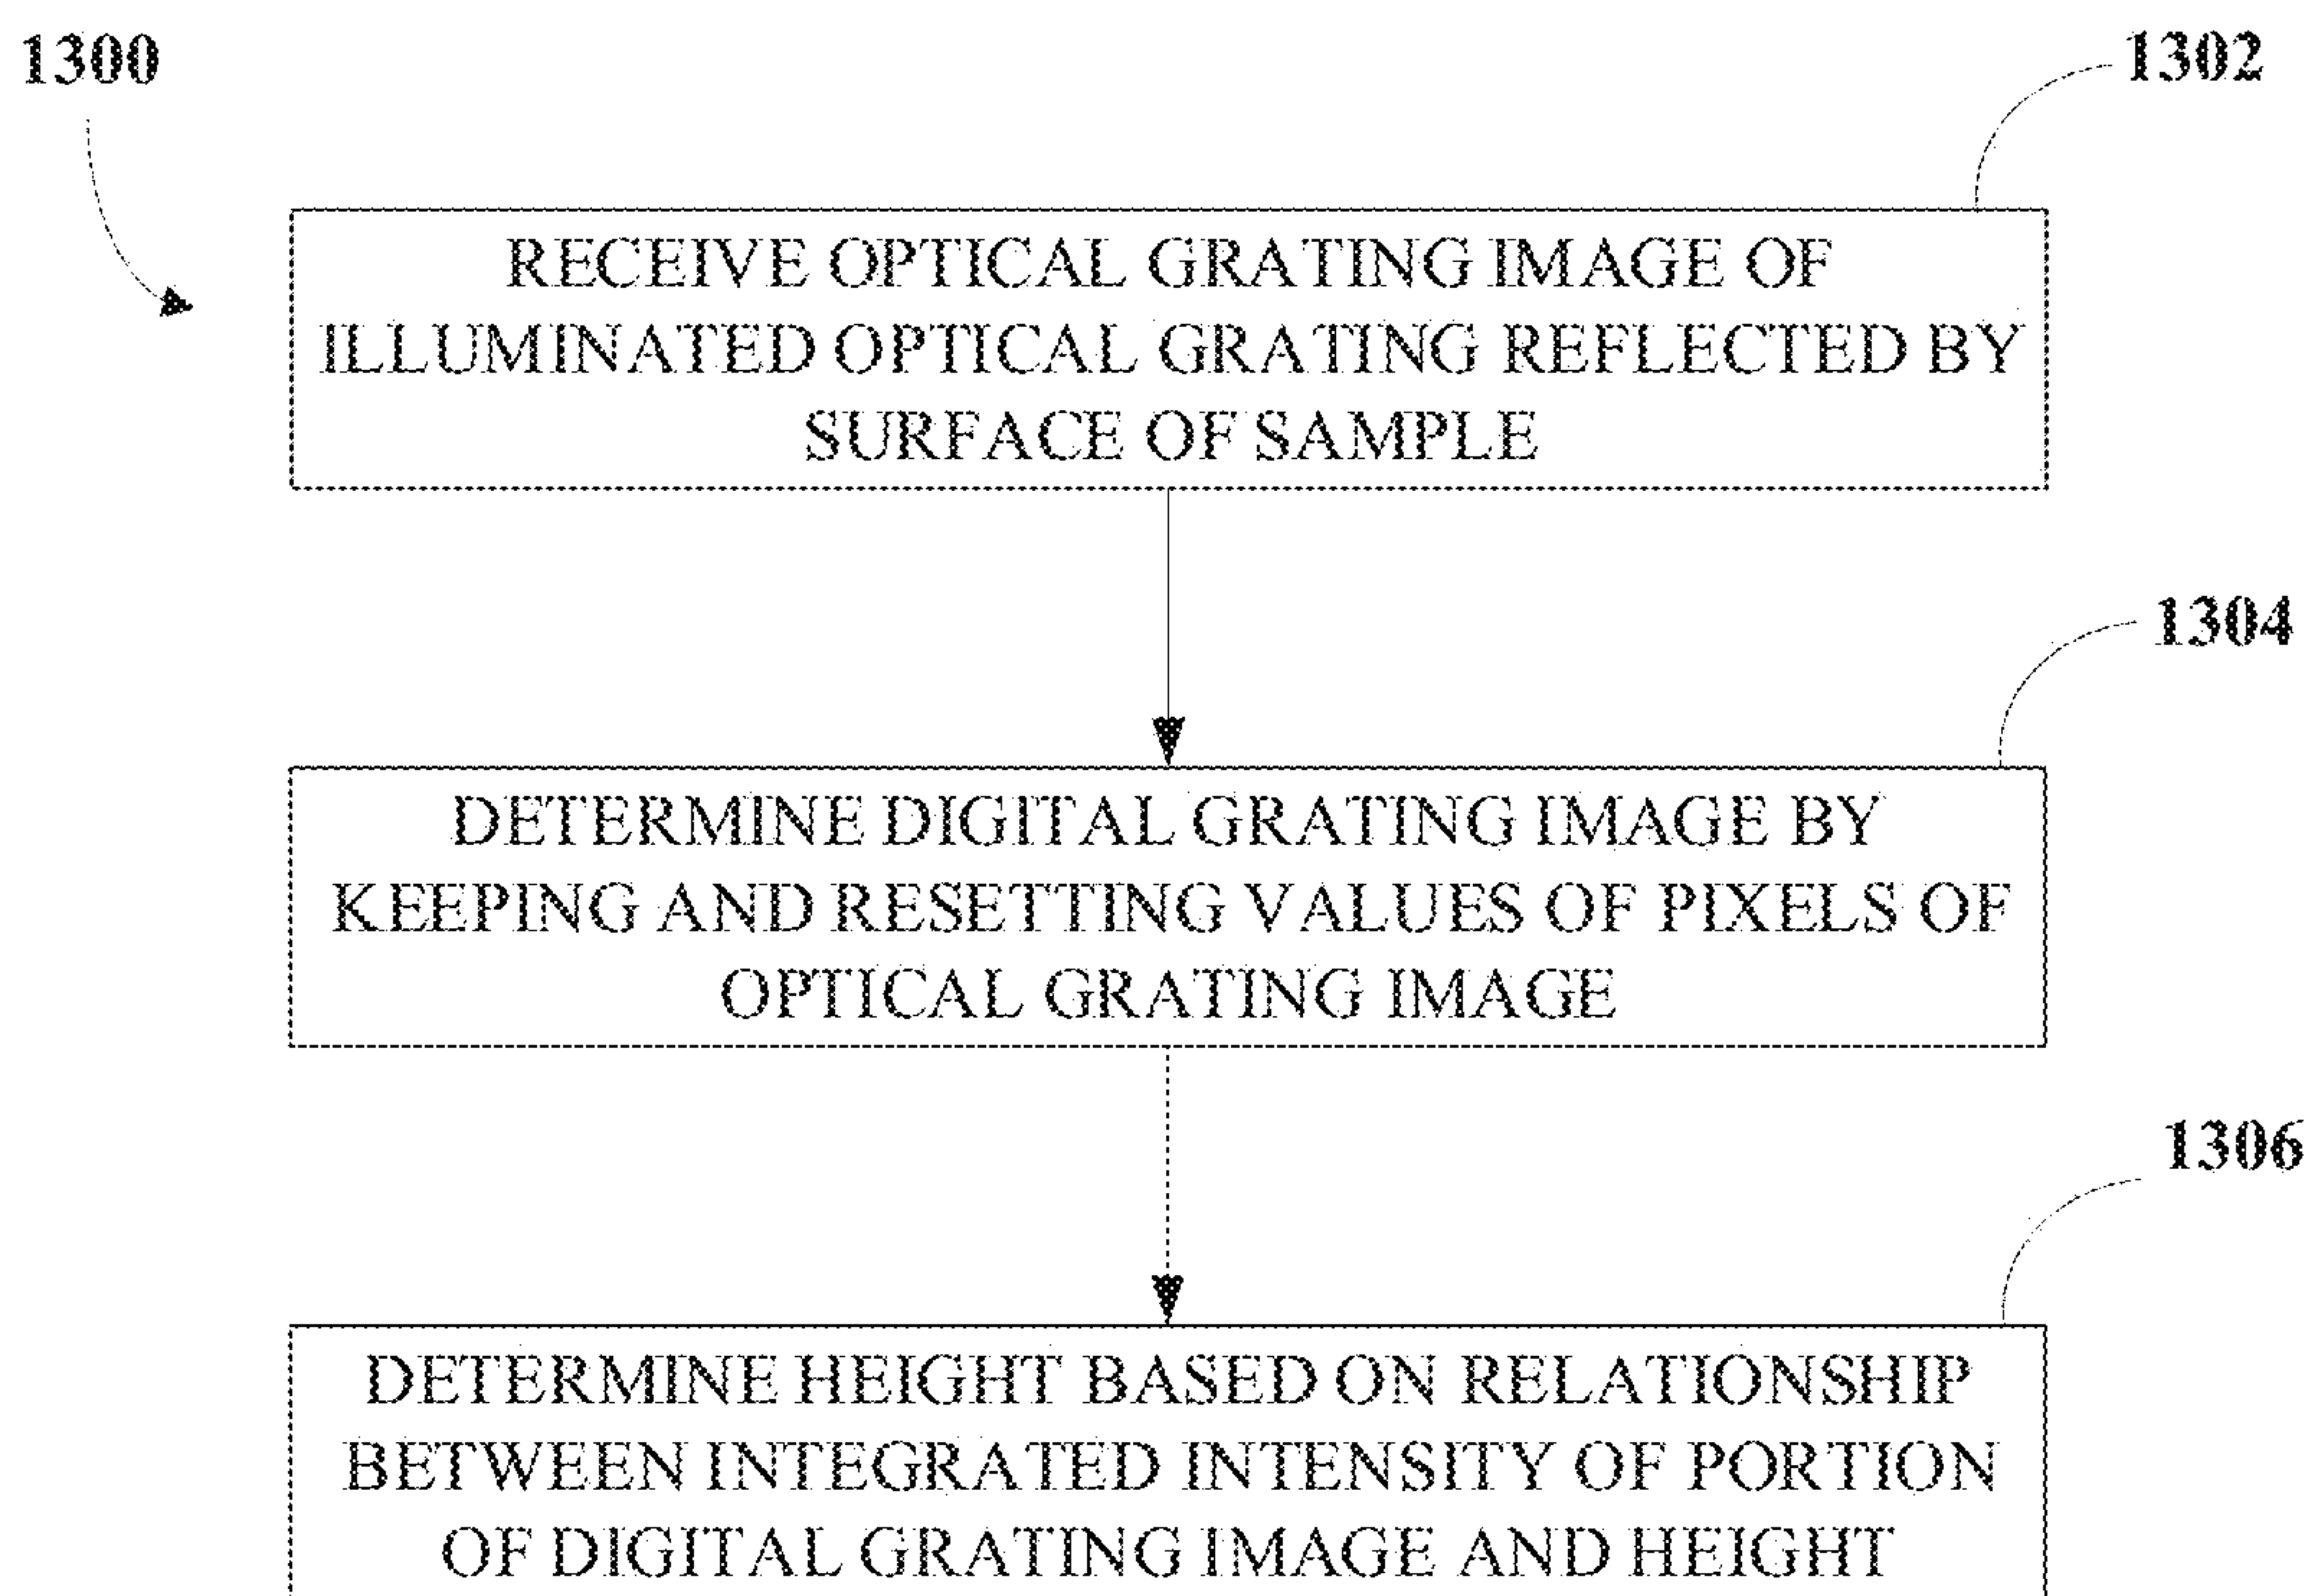 1300
1302
RECEIVE OPTICAL GRATING IMAGE OF
ILLUMINATED OPTICAL GRATING REFLECTED BY
SURFACE OF SAMPLE
1304
DETERMINE DIGITAL GRATING IMAGE BY
KEEPING AND RESETTING VALUES OF PIXELS OF
OPTICAL GRATING IMAGE
1306
DETERMINE HEIGHT BASED ON RELATIONSHIP
BETWEEN INTEGRATED INTENSITY OF PORTION
OF DIGITAL GRATING IMAGE AND HEIGHT